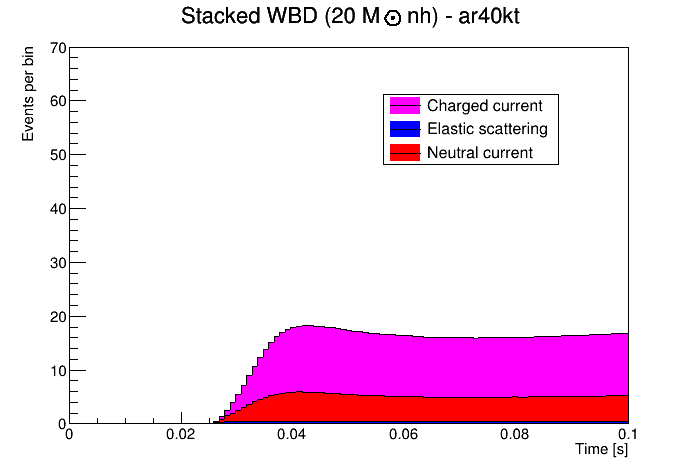 Stacked WBD (20 M⊙ nh) - ar40kt
Events per bin
70
60
50
40
30
20
10
0
Charged current
Elastic scattering
Neutral current
0 0.02 0.04 0.06 0.08 0.1
Time [s]